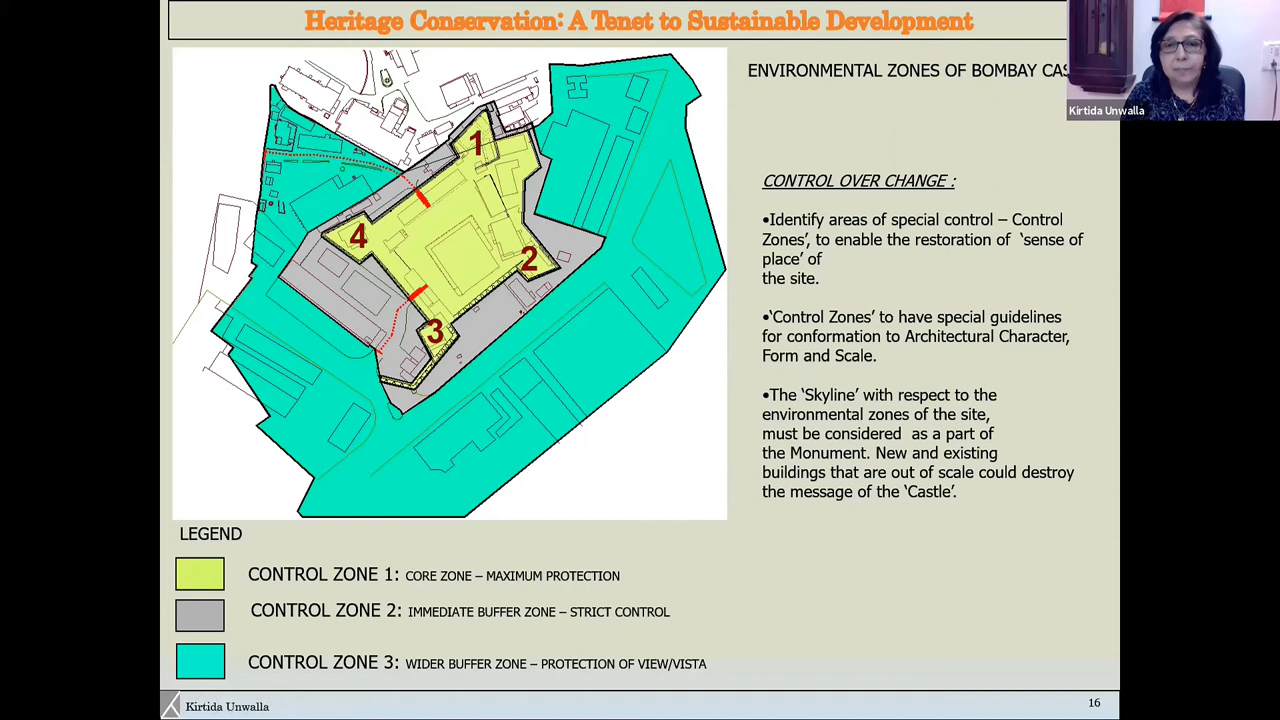 Heritage Conservation: A Tenet to Sustainable Development
ENVIRONMENTAL ZONES OF BOMBAY
Kirtida Unwalla
CONTROL OVER CHANGE :
•Identify areas of special control – Control
Zones’, to enable the restoration of ‘sense of
place’ of
the site.
•‘Control Zones’ to have special guidelines
for conformation to Architectural Character,
Form and Scale.
•The ‘Skyline’ with respect to the
environmental zones of the site,
must be considered as a part of
the Monument. New and existing
buildings that are out of scale could destroy
the message of the ‘Castle’.
1
4
2
3
LEGEND
CONTROL ZONE 1: CORE ZONE – MAXIMUM PROTECTION
CONTROL ZONE 2: IMMEDIATE BUFFER ZONE – STRICT CONTROL
CONTROL ZONE 3: WIDER BUFFER ZONE – PROTECTION OF VIEW/VISTA
Kirtida Unwalla
16